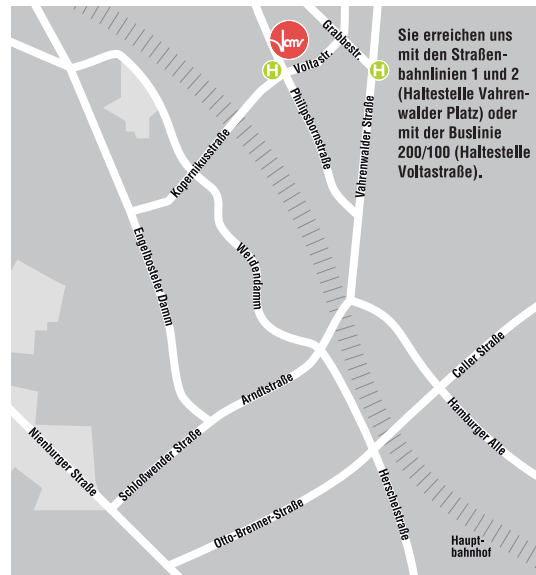 Sie erreichen uns
mit den Straßen-
bahnlinien 1 und 2
(Haltestelle Vahren-
walder Platz) oder
mit der Buslinie
200/100 (Haltestelle
Voltastraße).
Grabbestr.
Voltastr.
H
H
Philipsbornstraße
Vahrenwalder Straße
Kopernikusstraße
Engelbosteler Damm
Weidendamm
Arndtstraße
Celler Straße
Hamburger Alle
Schloßwender Straße
Nienburger Straße
Otto-Brenner-Straße
Herschelstraße
Haupt-
bahnhof